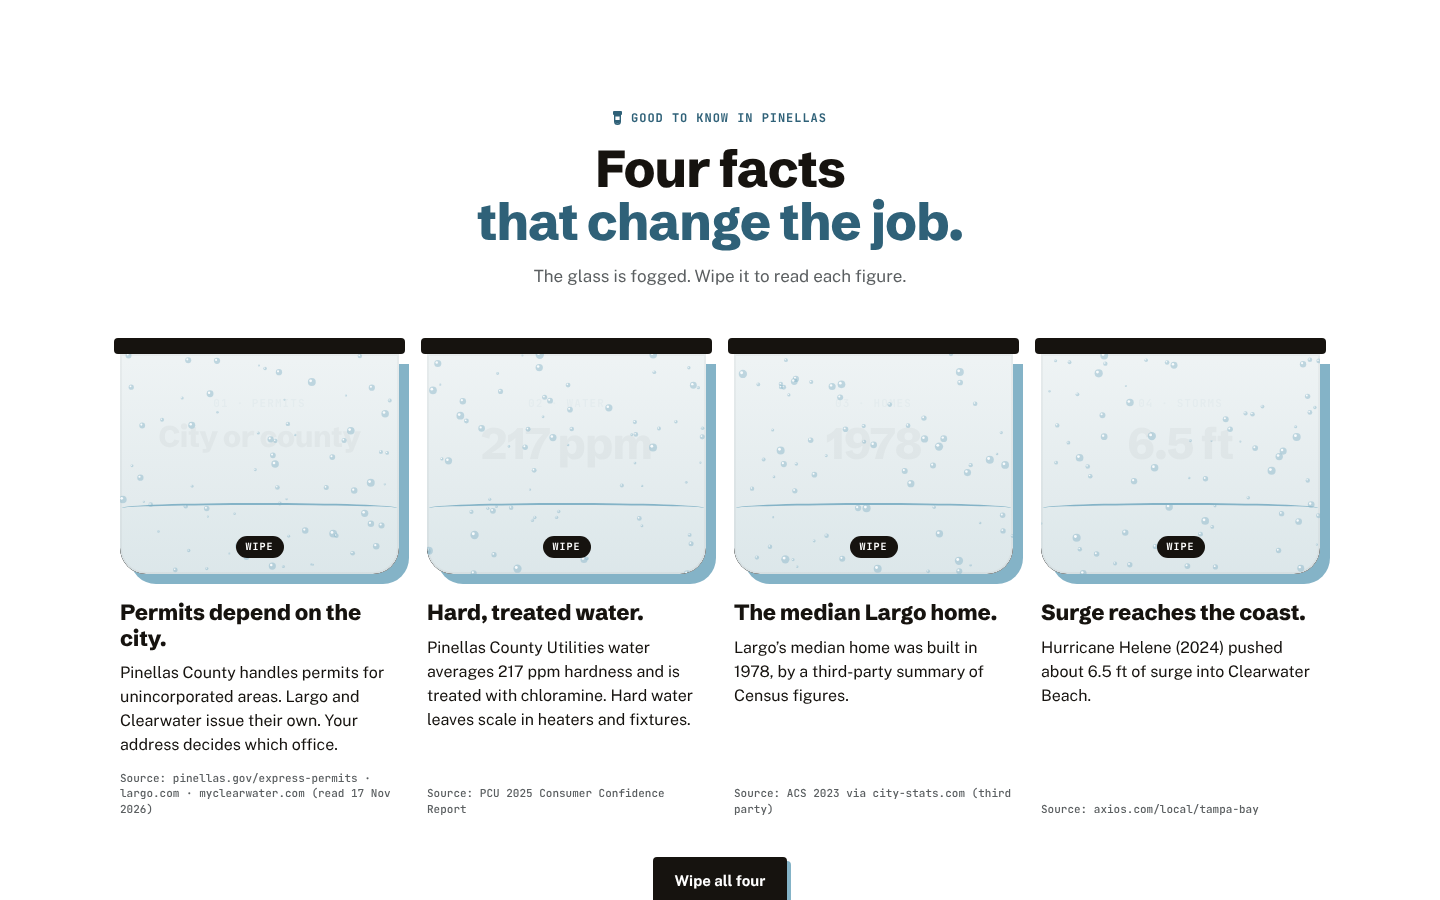 GOOD TO KNOW IN PINELLAS
Four facts
that change the job.
The glass is fogged. Wipe it to read each figure.
City or county
WIPE
Permits depend on the
city.
Pinellas County handles permits for
unincorporated areas. Largo and
Clearwater issue their own. Your
address decides which office.
Source: pinellas.gov/express-permits ·
largo.com · myclearwater.com (read 17 Nov
2026)
217 ppm
WIPE
Hard, treated water.
Pinellas County Utilities water
averages 217 ppm hardness and is
treated with chloramine. Hard water
leaves scale in heaters and fixtures.
Source: PCU 2025 Consumer Confidence
Report
1978
WIPE
The median Largo home.
Largo’s median home was built in
1978, by a third-party summary of
Census figures.
Source: ACS 2023 via city-stats.com (third
party)
6.5 ft
WIPE
Surge reaches the coast.
Hurricane Helene (2024) pushed
about 6.5 ft of surge into Clearwater
Beach.
Source: axios.com/local/tampa-bay
Wipe all four